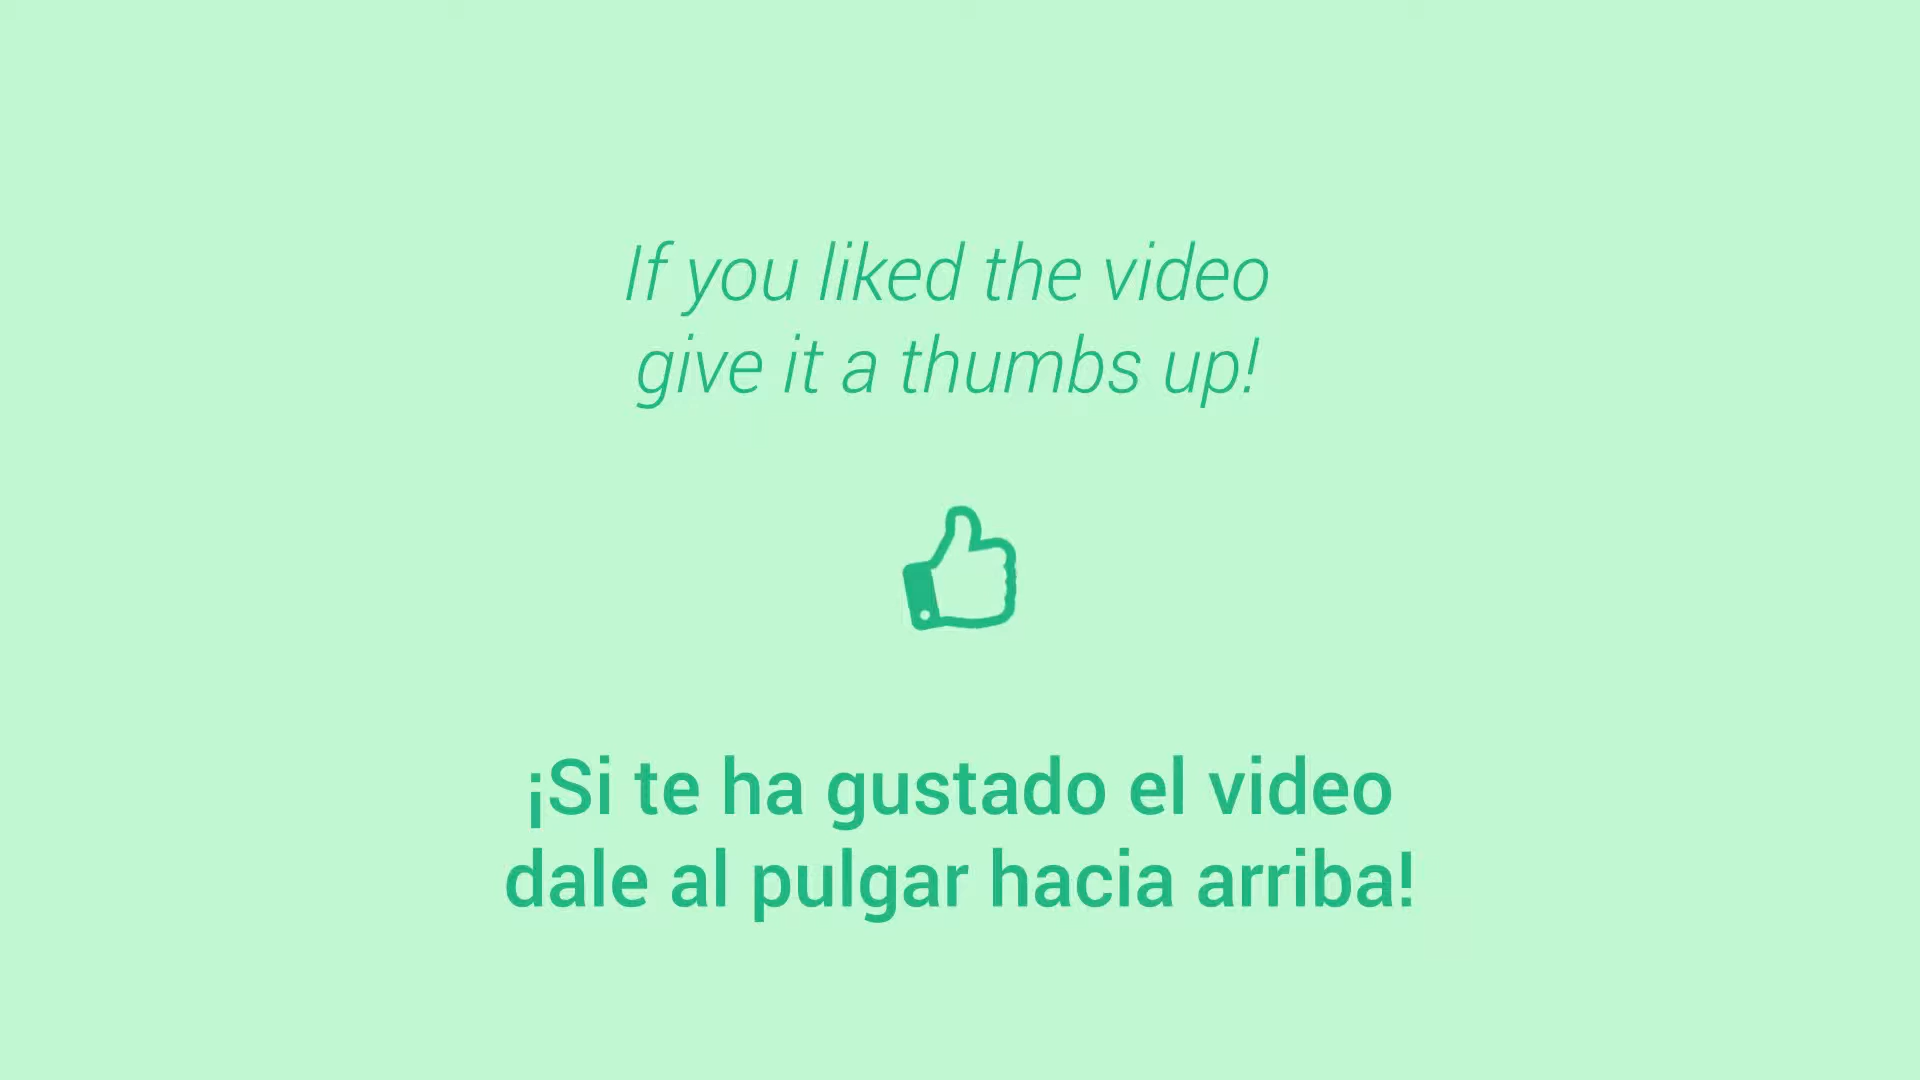 If you liked the video
give it a thumbs up!
¡Si te ha gustado el video
dale al pulgar hacia arriba!